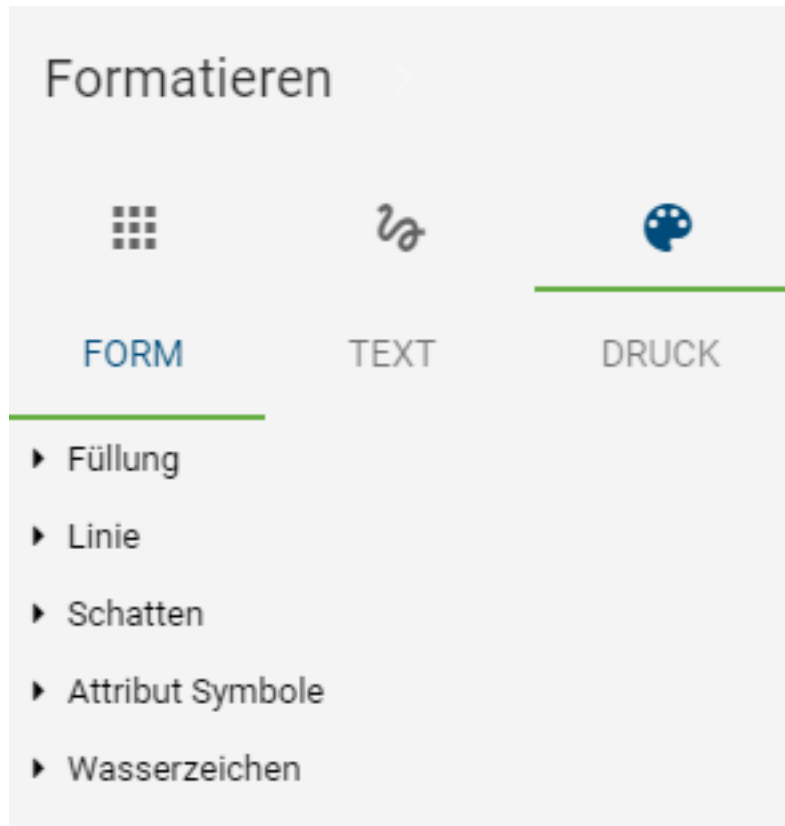 Formatieren
FORM TEXT DRUCK
Füllung
Linie
Schatten
Attribut Symbole
Wasserzeichen